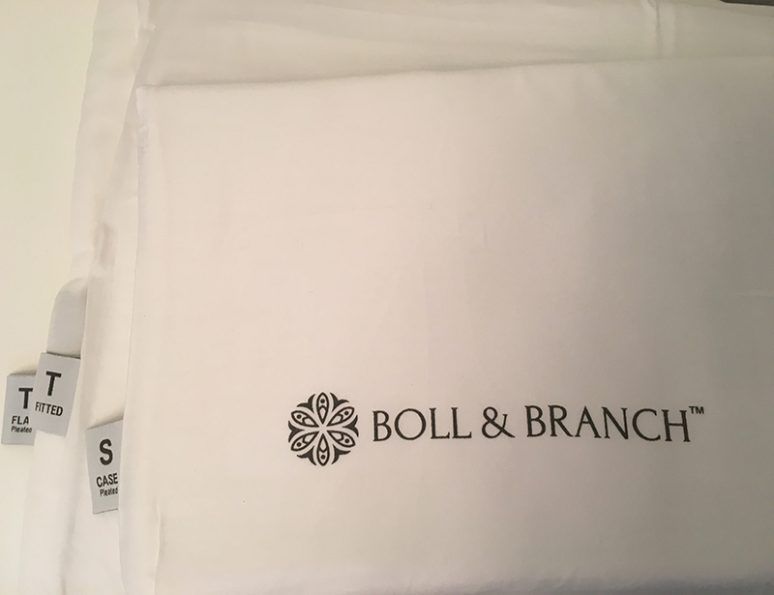 BOLL & BRANCH™
T
FLA
Pleated
T
FITTED
S
CASE
Pleated